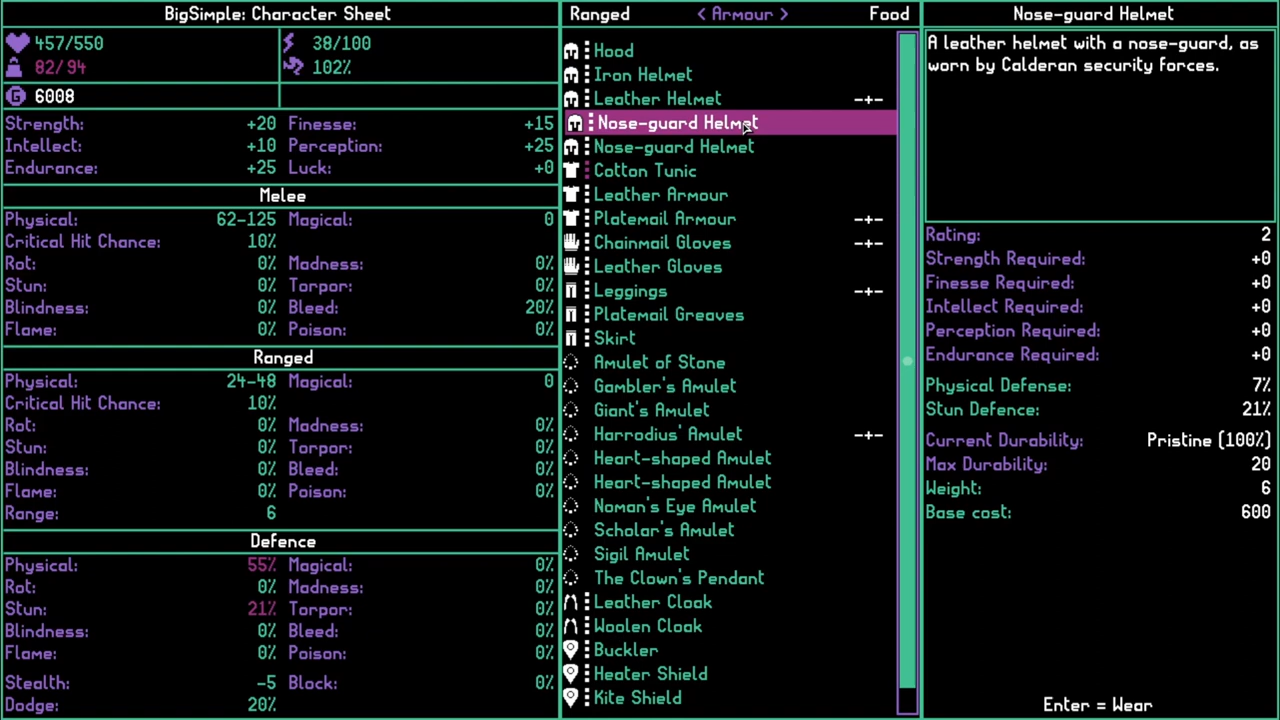 BigSimple: Character Sheet
457/550 38/100
82/94 102%
G 6008
Strength: +20 Finesse: +15
Intellect: +10 Perception: +25
Endurance: +25 Luck: +0
Melee
Physical: 62-125 Magical: 0
Critical Hit Chance: 10%
Rot: 0% Madness: 0%
Stun: 0% Torpor: 0%
Blindness: 0% Bleed: 20%
Flame: 0% Poison: 0%
Ranged
Physical: 24-48 Magical: 0
Critical Hit Chance: 10%
Rot: 0% Madness: 0%
Stun: 0% Torpor: 0%
Blindness: 0% Bleed: 0%
Flame: 0% Poison: 0%
Range: 6
Defence
Physical: 55% Magical: 0%
Rot: 0% Madness: 0%
Stun: 21% Torpor: 0%
Blindness: 0% Bleed: 0%
Flame: 0% Poison: 0%
Stealth: -5 Block: 0%
Dodge: 20%
Ranged < Armour > Food
Hood
Iron Helmet
Leather Helmet -+-
Nose-guard Helmet
Nose-guard Helmet
Cotton Tunic
Leather Armour
Platemail Armour -+-
Chainmail Gloves -+-
Leather Gloves
Leggings -+-
Platemail Greaves
Skirt
Amulet of Stone
Gambler's Amulet
Giant's Amulet
Harrodius' Amulet -+-
Heart-shaped Amulet
Heart-shaped Amulet
Noman's Eye Amulet
Scholar's Amulet
Sigil Amulet
The Clown's Pendant
Leather Cloak
Woolen Cloak
Buckler
Heater Shield
Kite Shield
Nose-guard Helmet
A leather helmet with a nose-guard, as
worn by Calderan security forces.
Rating: 2
Strength Required: +0
Finesse Required: +0
Intellect Required: +0
Perception Required: +0
Endurance Required: +0
Physical Defense: 7%
Stun Defence: 21%
Current Durability: Pristine (100%)
Max Durability: 20
Weight: 6
Base cost: 600
Enter = Wear